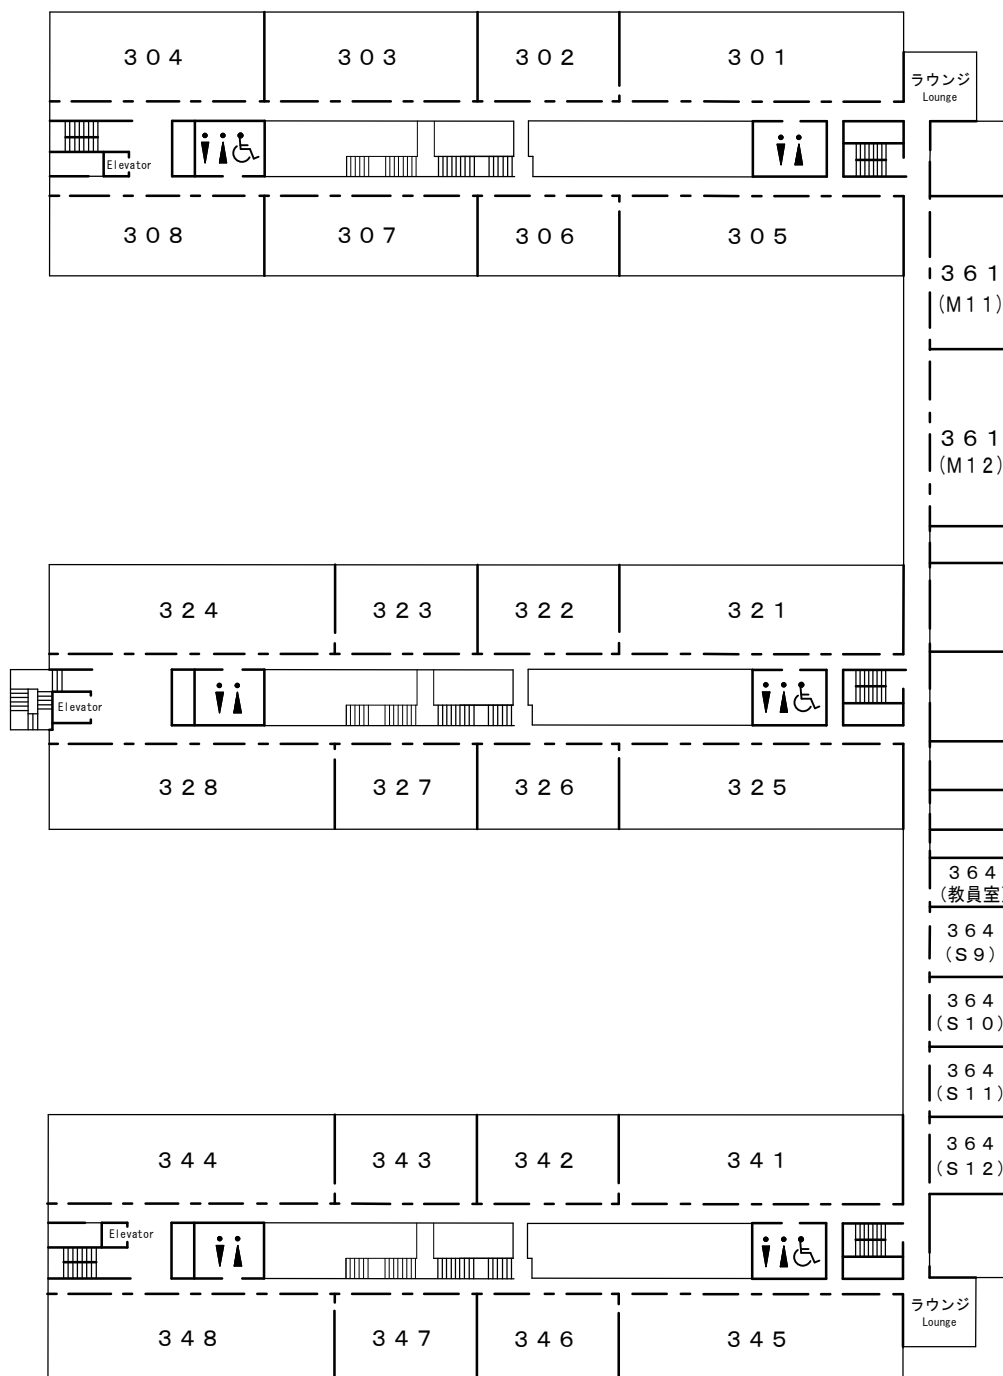 ３０４ ３０３ ３０２ ３０１
ラウンジ
Lounge
Elevator
３０８ ３０７ ３０６ ３０５
３６１
(Ｍ１１)
３６１
(Ｍ１２)
３２４ ３２３ ３２２ ３２１
Elevator
３２８ ３２７ ３２６ ３２５
３６４
(教員室)
３６４
(Ｓ９)
３６４
(Ｓ１０)
３６４
(Ｓ１１)
３６４
(Ｓ１２)
３４４ ３４３ ３４２ ３４１
Elevator
ラウンジ
Lounge
３４８ ３４７ ３４６ ３４５